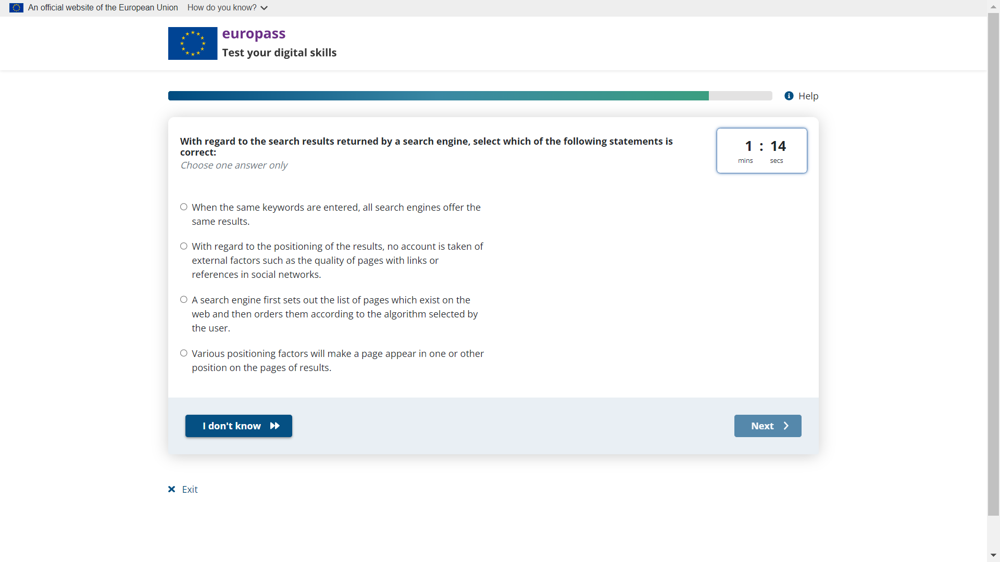 An official website of the European Union How do you know?
europass
Test your digital skills
Help
With regard to the search results returned by a search engine, select which of the following statements is
correct:
Choose one answer only
1 : 14
mins secs
When the same keywords are entered, all search engines offer the
same results.
With regard to the positioning of the results, no account is taken of
external factors such as the quality of pages with links or
references in social networks.
A search engine first sets out the list of pages which exist on the
web and then orders them according to the algorithm selected by
the user.
Various positioning factors will make a page appear in one or other
position on the pages of results.
I don't know
Next
Exit